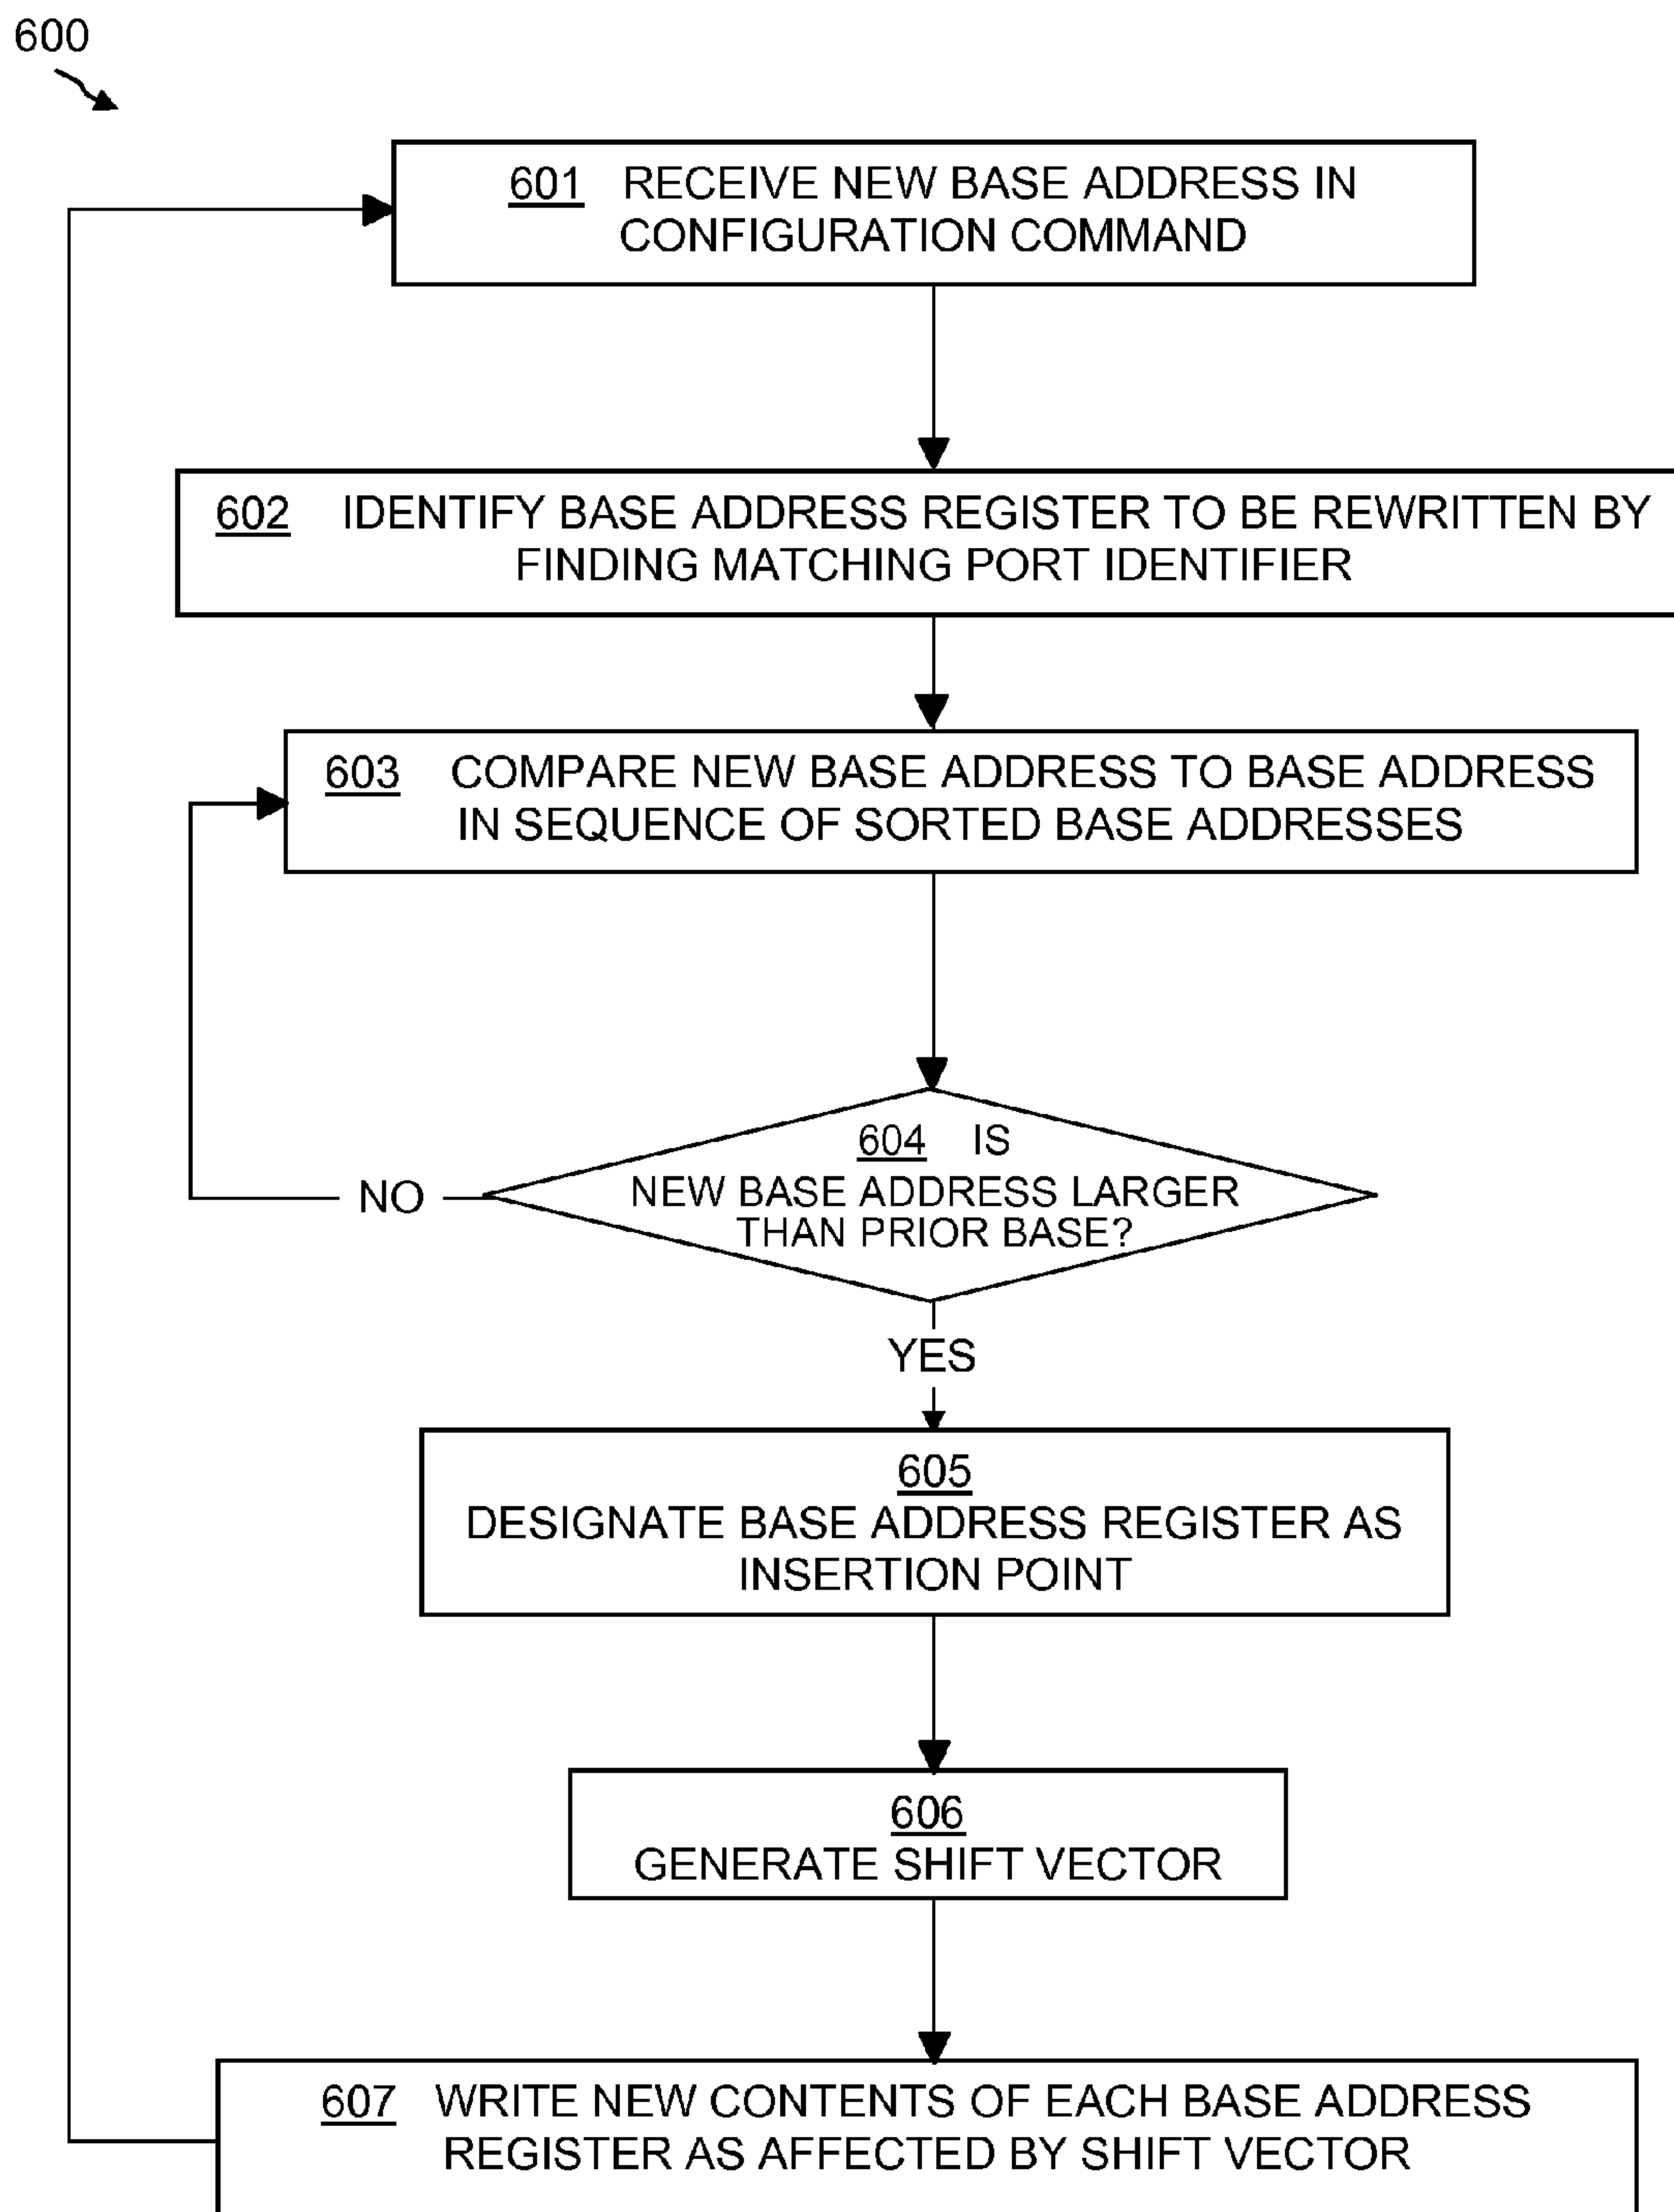 600
601 RECEIVE NEW BASE ADDRESS IN
CONFIGURATION COMMAND
602 IDENTIFY BASE ADDRESS REGISTER TO BE REWRITTEN BY
FINDING MATCHING PORT IDENTIFIER
603 COMPARE NEW BASE ADDRESS TO BASE ADDRESS
IN SEQUENCE OF SORTED BASE ADDRESSES
604 IS
NEW BASE ADDRESS LARGER
THAN PRIOR BASE?
NO
YES
605
DESIGNATE BASE ADDRESS REGISTER AS
INSERTION POINT
606
GENERATE SHIFT VECTOR
607 WRITE NEW CONTENTS OF EACH BASE ADDRESS
REGISTER AS AFFECTED BY SHIFT VECTOR